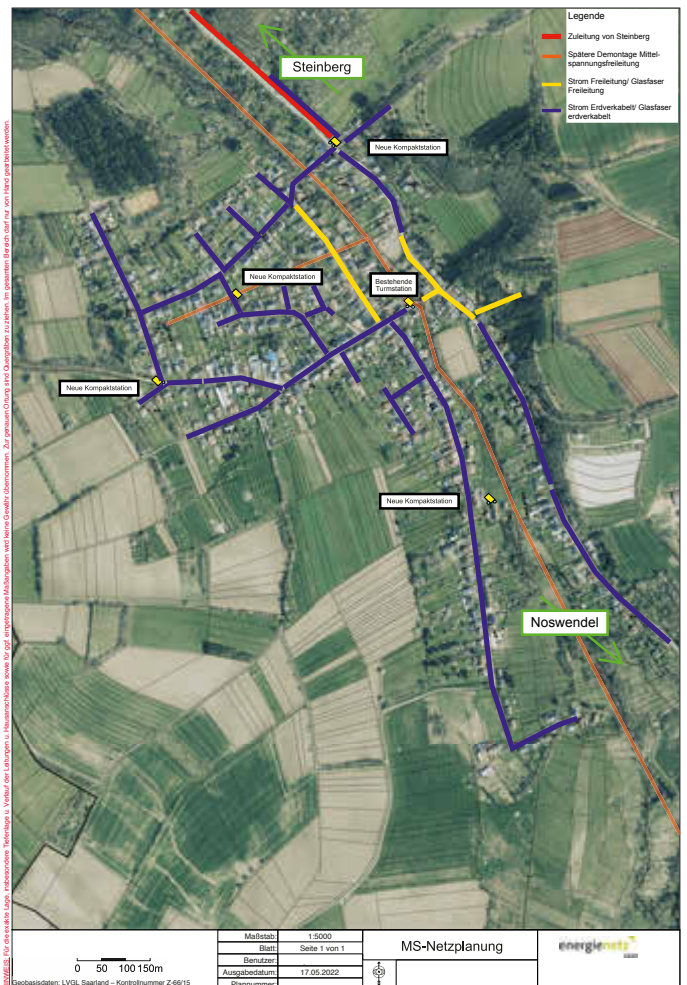 Legende
Zuleitung von Steinberg
Spätere Demontage Mittel-
spannungsfreileitung
Strom Freileitung/ Glasfaser
Freileitung
Strom Erdverkabelt/ Glasfaser
erdverkabelt
Steinberg
Neue Kompaktstation
Neue Kompaktstation
Bestehende
Turmstation
Neue Kompaktstation
Neue Kompaktstation
Noswendel
HINWEIS: Für die exakte Lage, insbesondere Tiefenlage u. Verlauf der Leitungen u. Hausanschlüsse sowie für ggf. eingetragene Maßangaben wird keine Gewähr übernommen. Zur genauen Ortung sind Quergräben zu ziehen. Im gesamten Bereich darf nur von Hand gearbeitet werden.
0 50 100 150m
Geobasisdaten: LVGL Saarland – Kontrollnummer Z-66/15
Maßstab: 1:5000
Blatt: Seite 1 von 1
Benutzer:
Ausgabedatum: 17.05.2022
Plannummer:
MS-Netzplanung
energienetz